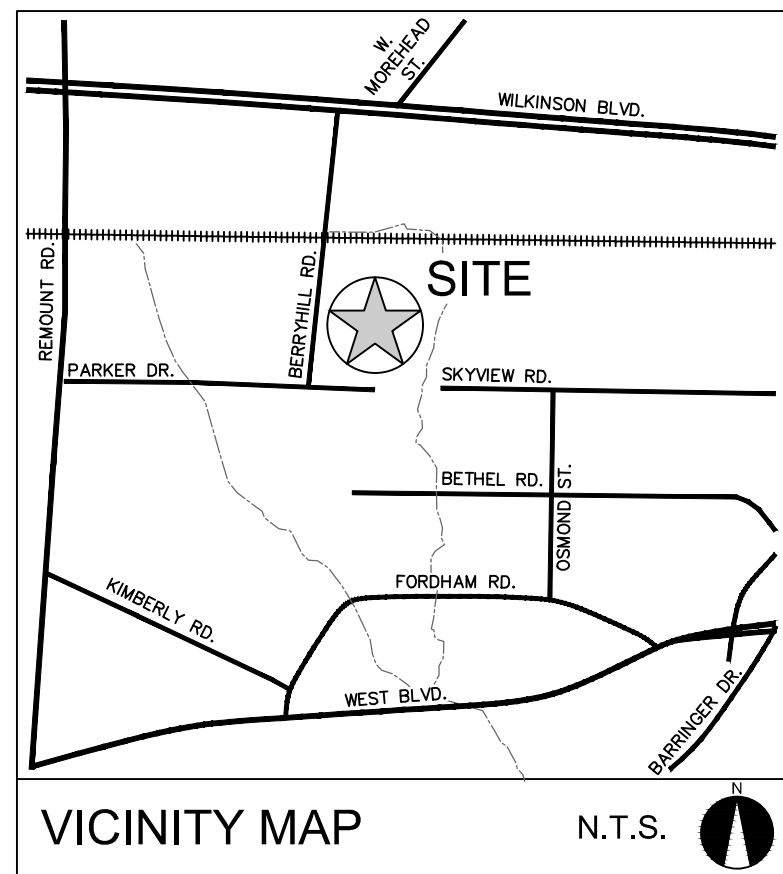 W.
MOREHEAD
ST.
WILKINSON BLVD.
REMOUNT RD.
BERRYHILL RD.
SITE
PARKER DR.
SKYVIEW RD.
BETHEL RD.
OSMOND ST.
FORDHAM RD.
KIMBERLY RD.
WEST BLVD.
BARRINGER DR.
VICINITY MAP
N.T.S.
N